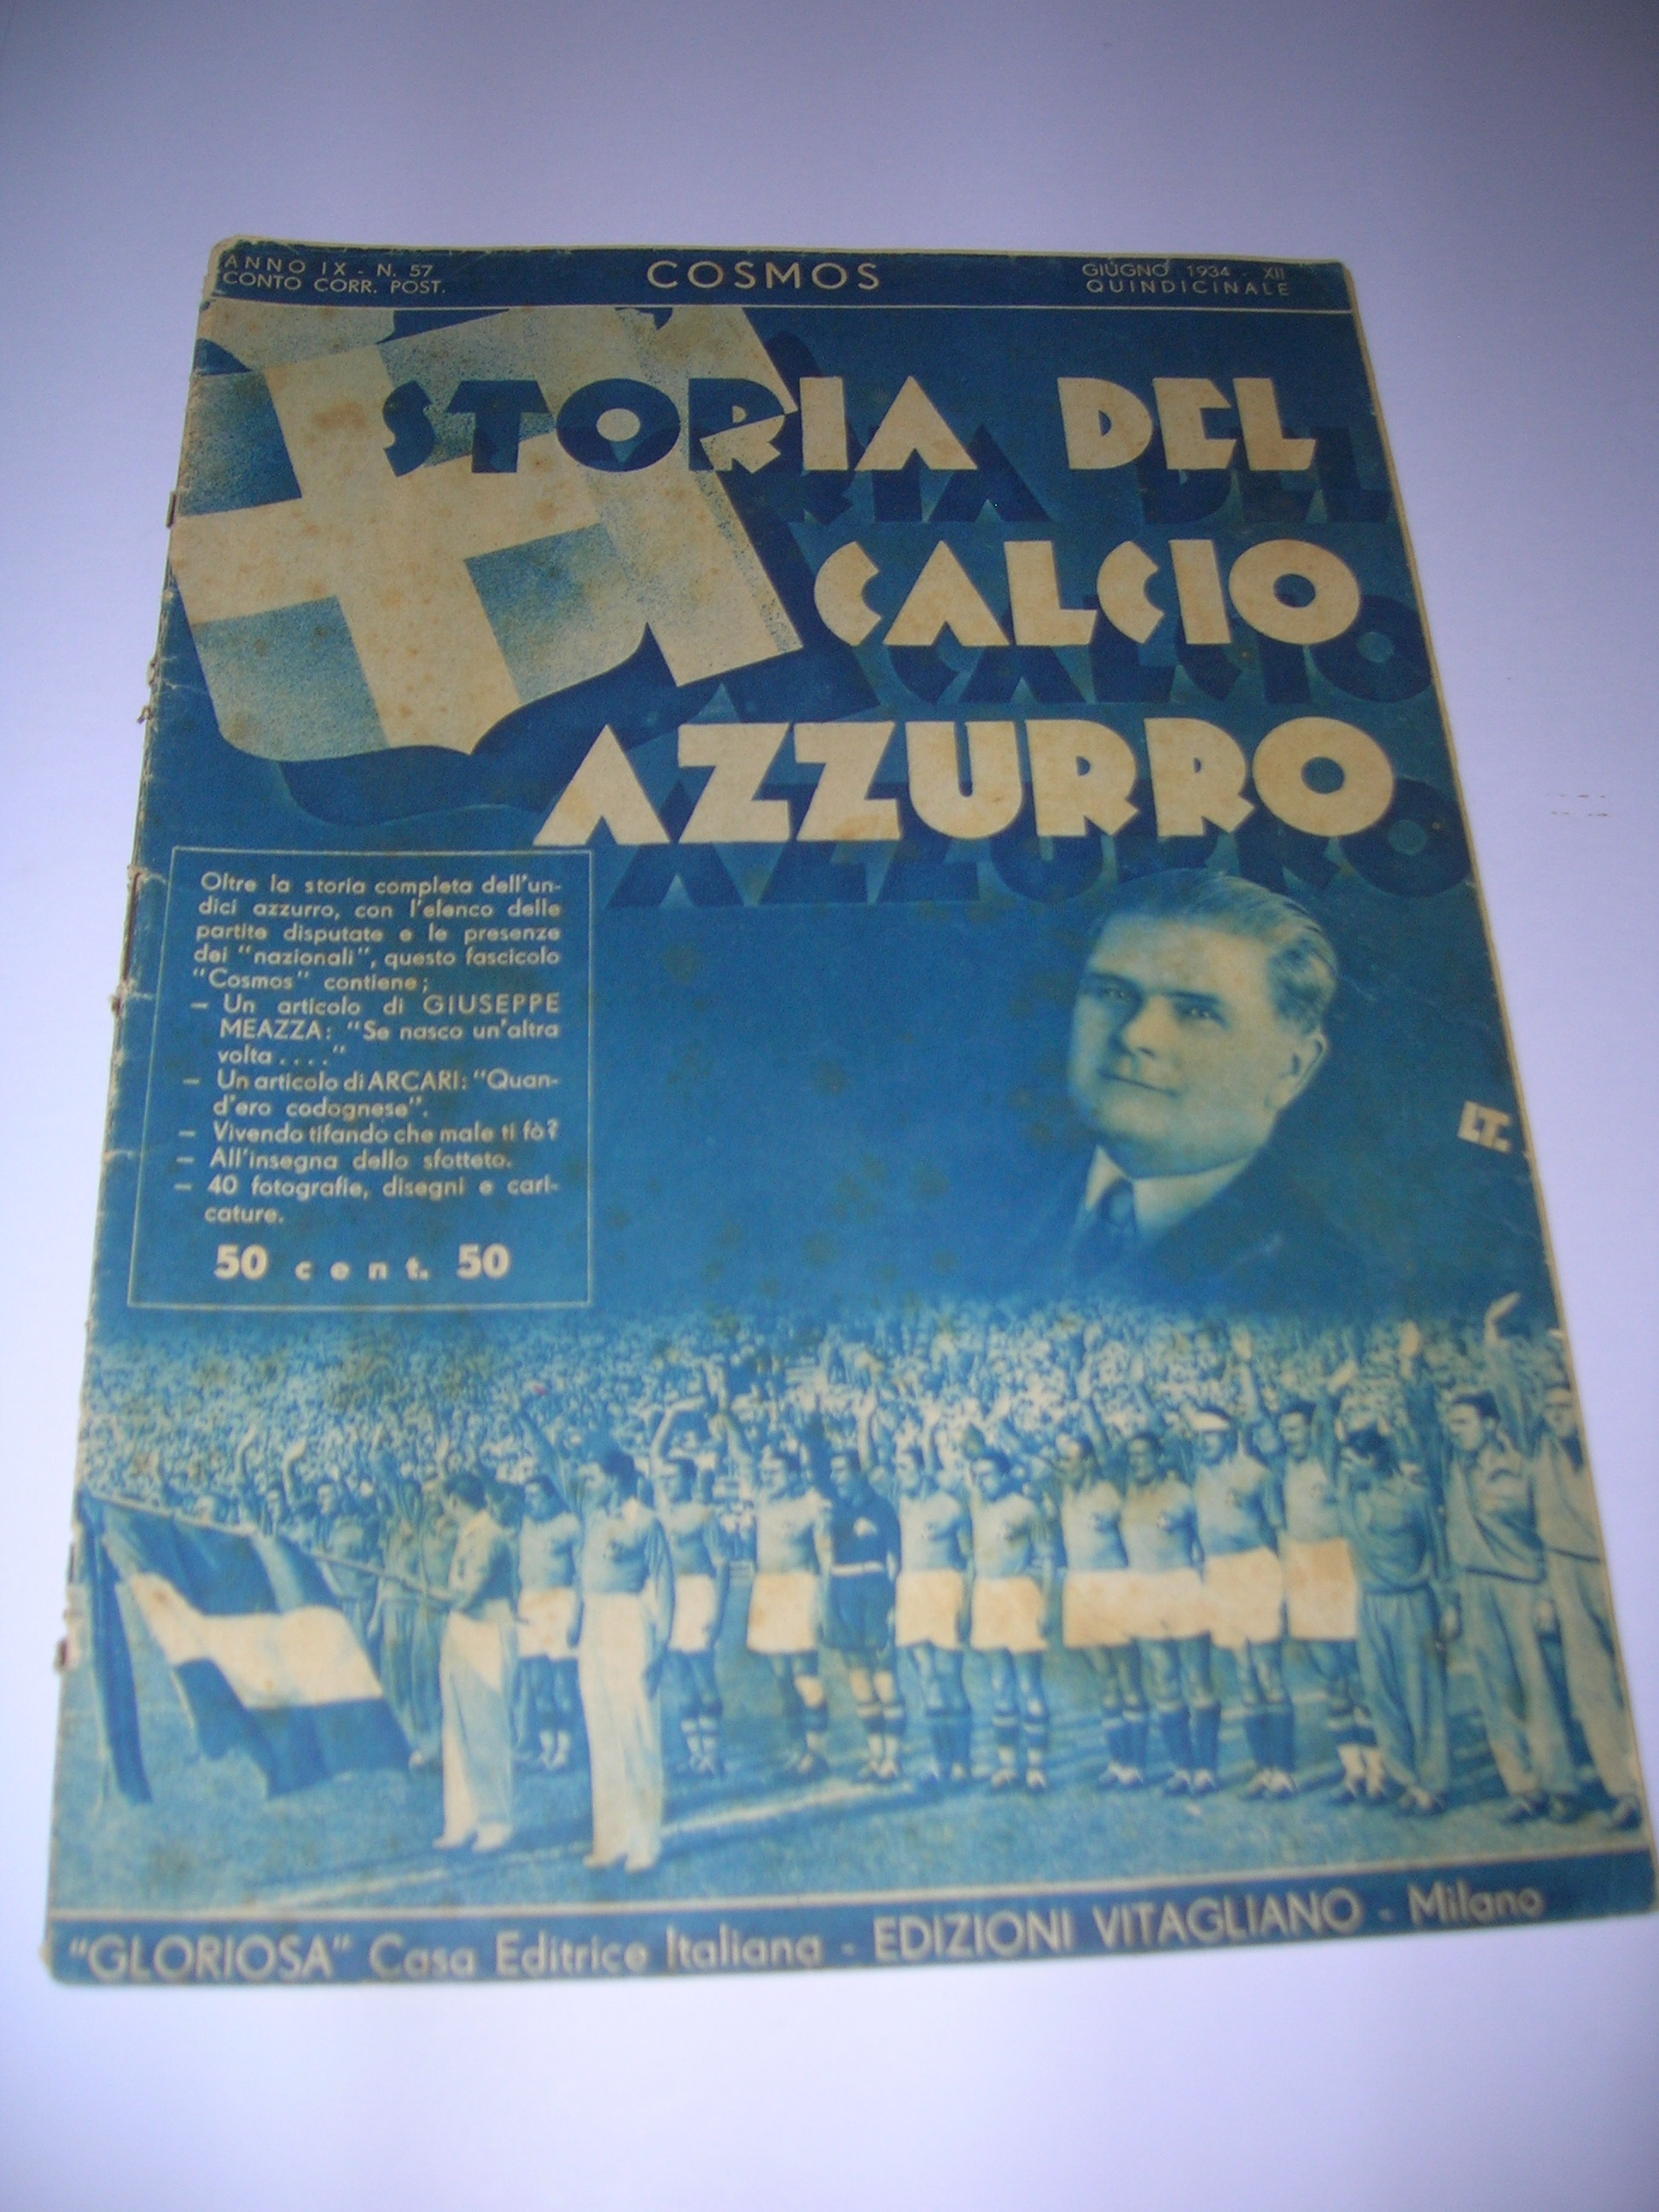 ANNO IX - N. 57
CONTO CORR. POST.
COSMOS
GIUGNO 1934 - XII
QUINDICINALE
STORIA DEL
CALCIO
AZZURRO
Oltre la storia completa dell'un-
dici azzurro, con l'elenco delle
partite disputate e le presenze
dei "nazionali", questo fascicolo
"Cosmos" contiene:
- Un articolo di GIUSEPPE
MEAZZA: "Se nasco un'altra
volta ...."
- Un articolo di ARCARI: "Quan-
d'ero codognese".
- Vivendo tifando che male ti fò?
- All'insegna dello sfotteto.
- 40 fotografie, disegni e cari-
cature.
50 cent. 50
I.T.
"GLORIOSA" Casa Editrice Italiana - EDIZIONI VITAGLIANO - Milano